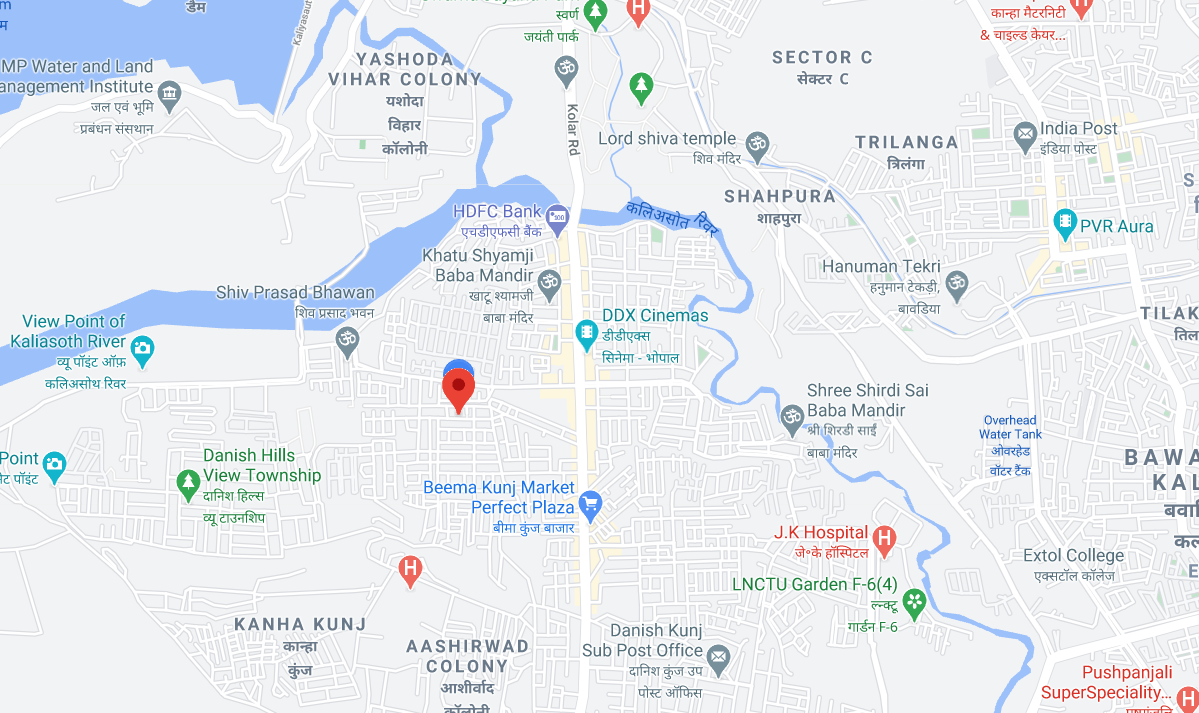 डैम
Kaliyasot
स्वर्ण
जयंती पार्क
कान्हा मैटरनिटी
& चाइल्ड केयर...
MP Water and Land
anagement Institute
जल एवं भूमि
प्रबंधन संस्थान
YASHODA
VIHAR COLONY
यशोदा
विहार
कॉलोनी
Kolar Rd
SECTOR C
सेक्टर C
Lord shiva temple
शिव मंदिर
TRILANGA
त्रिलंगा
India Post
इंडिया पोस्ट
SHAHPURA
शाहपुरा
HDFC Bank
एचडीएफसी बैंक
कलिअसोत रिवर
PVR Aura
Khatu Shyamji
Baba Mandir
खाटू श्यामजी
बाबा मंदिर
Hanuman Tekri
हनुमान टेकड़ी,
बावडिया
Shiv Prasad Bhawan
शिव प्रसाद भवन
View Point of
Kaliasoth River
व्यू पॉइंट ऑफ़
कलिअसोथ रिवर
DDX Cinemas
डीडीएक्स
सिनेमा - भोपाल
TILAK
तिल
Shree Shirdi Sai
Baba Mandir
श्री शिरडी साईं
बाबा मंदिर
Overhead
Water Tank
ओवरहेड
वॉटर टैंक
Point
पॉइंट
Danish Hills
View Township
दानिश हिल्स
व्यू टाउनशिप
BAWA
KAL
बवाड़ि
कल
Beema Kunj Market
Perfect Plaza
बीमा कुंज बाजार
J.K Hospital
जे॰के हॉस्पिटल
Extol College
एक्सटॉल कॉलेज
LNCTU Garden F-6(4)
ल्नक्टू
गार्डन F-6
KANHA KUNJ
कान्हा
कुंज
AASHIRWAD
COLONY
आशीर्वाद
कॉलोनी
Danish Kunj
Sub Post Office
दानिश कुंज उप
पोस्ट ऑफिस
Pushpanjali
SuperSpeciality...